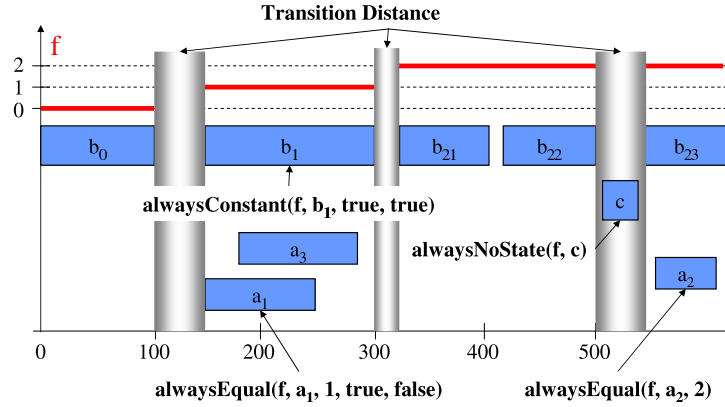 Transition Distance
f
2
1
0
b0 b1 b21 b22 b23
alwaysConstant(f, b1, true, true)
c
alwaysNoState(f, c)
a3
a2
a1
0 100 200 300 400 500
alwaysEqual(f, a1, 1, true, false) alwaysEqual(f, a2, 2)